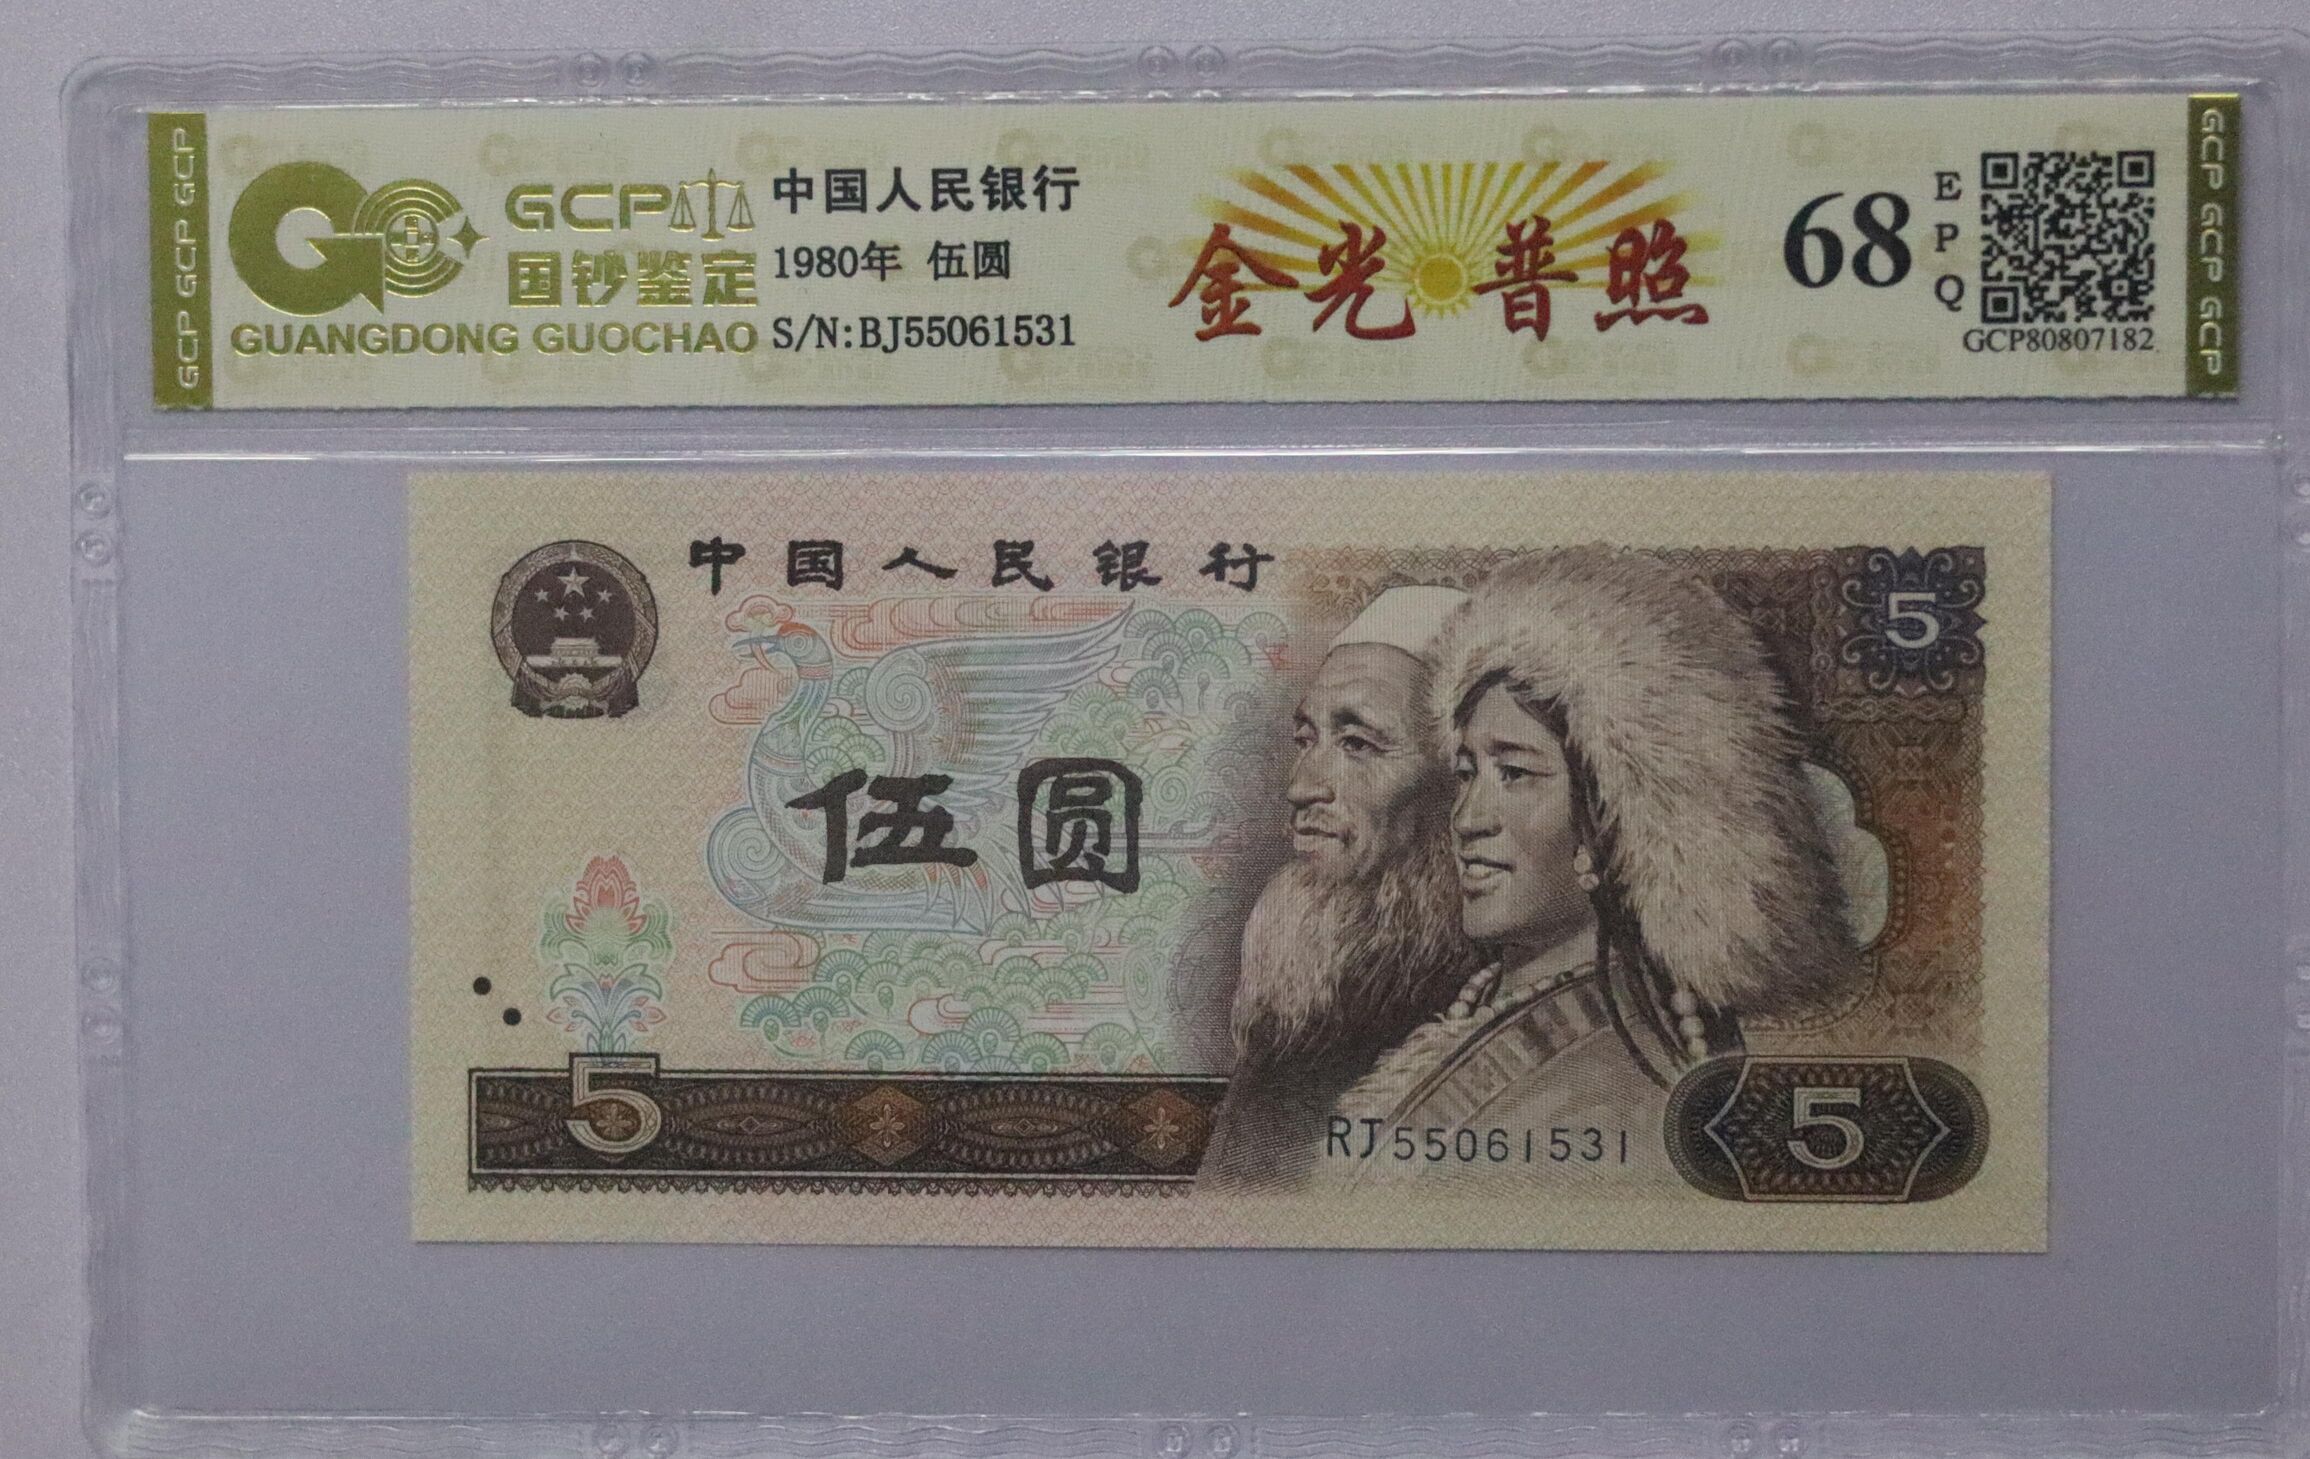 GCP GCP GCP
GCP
国钞鉴定
GUANGDONG GUOCHAO
中国人民银行
1980年 伍圆
S/N:BJ55061531
金光普照
68
EPQ
GCP80807182
GCP GCP GCP
中国人民银行
5
伍圆
5
RJ55061531
5